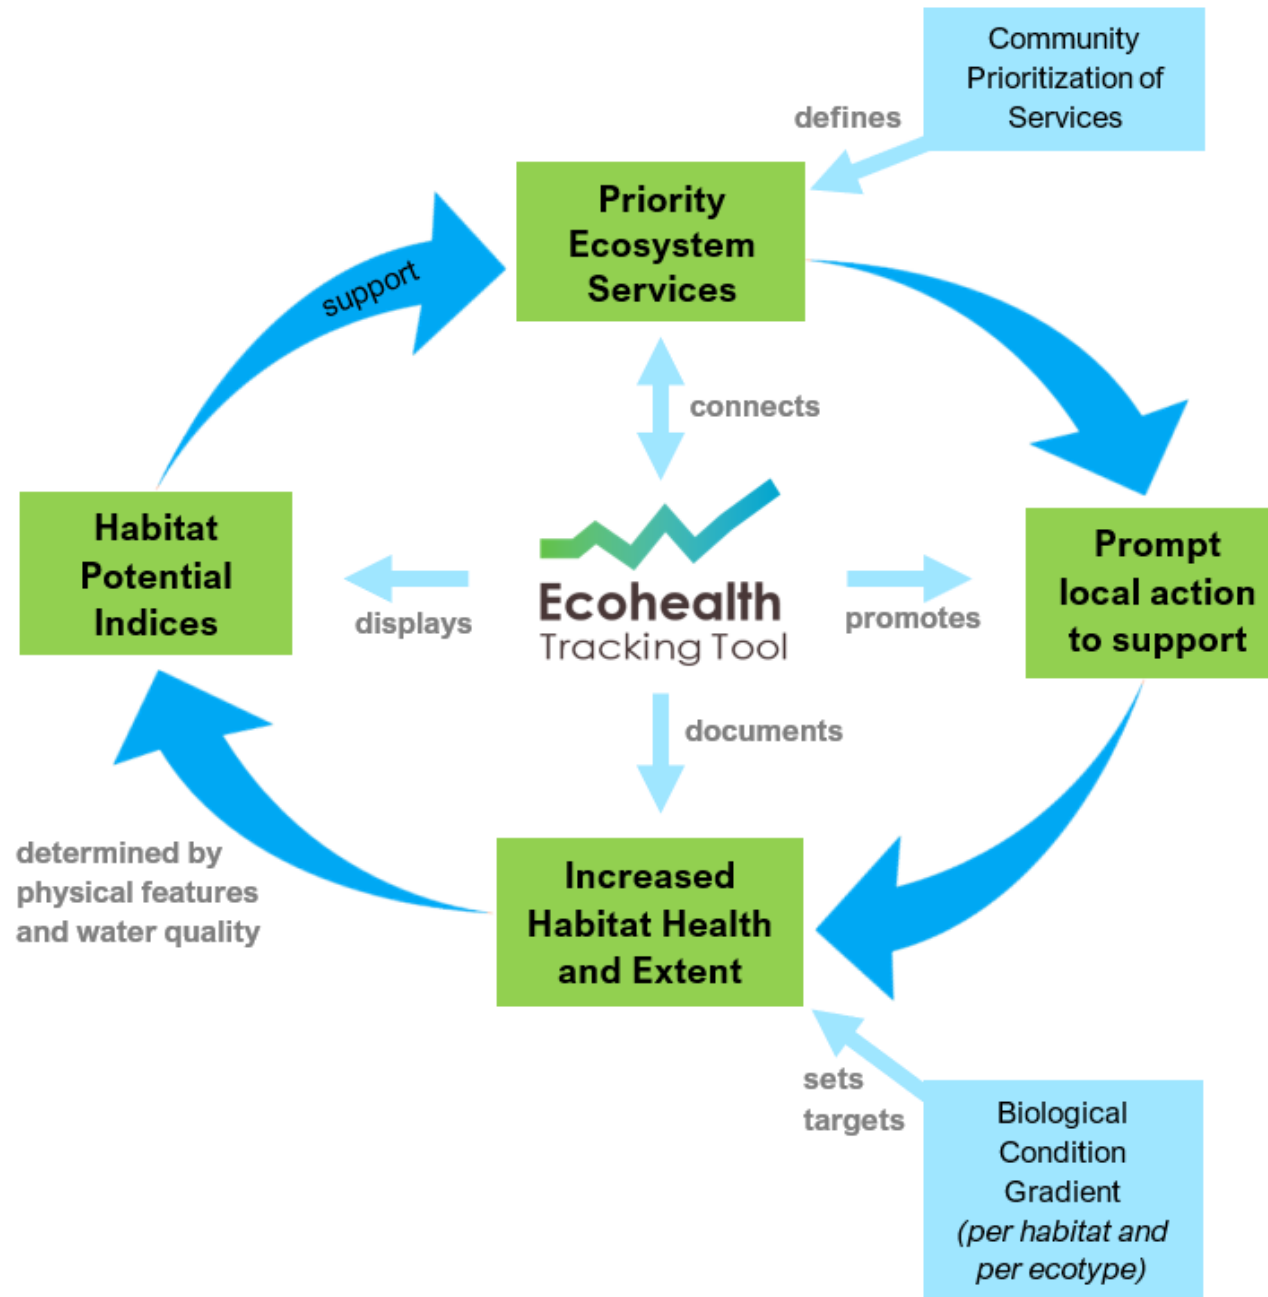 Community
Prioritization of
Services
defines
Priority
Ecosystem
Services
support
connects
Habitat
Potential
Indices
displays
Ecohealth
Tracking Tool
promotes
Prompt
local action
to support
documents
determined by
physical features
and water quality
Increased
Habitat Health
and Extent
sets
targets
Biological
Condition
Gradient
(per habitat and
per ecotype)